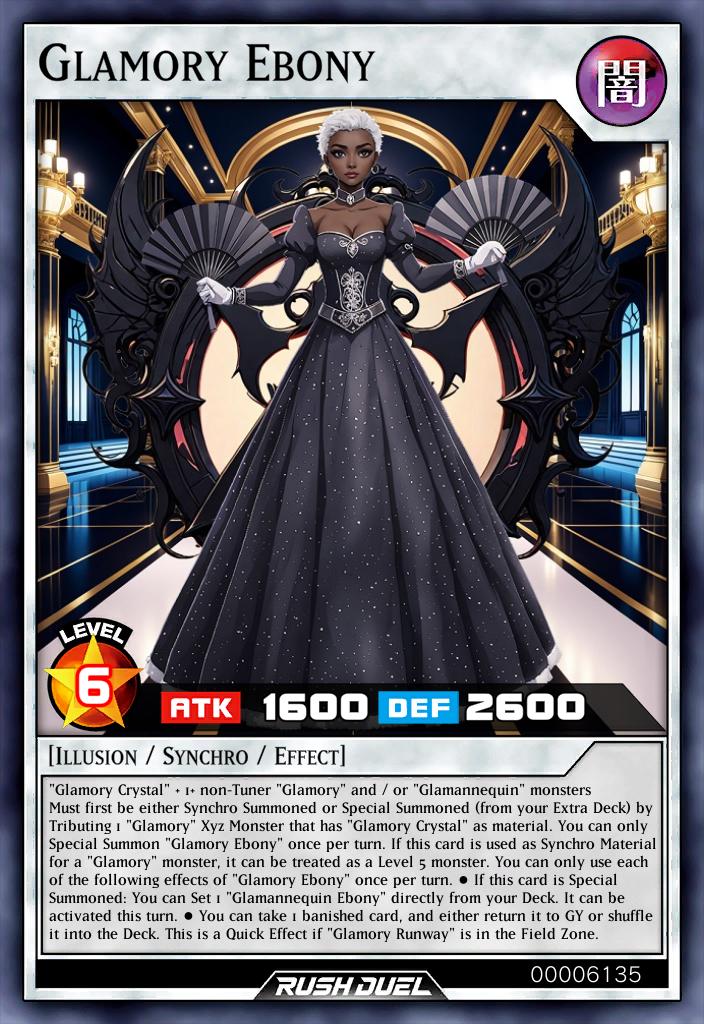 Glamory Ebony
闇
LEVEL
6
ATK 1600 DEF 2600
[Illusion / Synchro / Effect]
"Glamory Crystal" + 1+ non-Tuner "Glamory" and / or "Glamannequin" monsters
Must first be either Synchro Summoned or Special Summoned (from your Extra Deck) by
Tributing 1 "Glamory" Xyz Monster that has "Glamory Crystal" as material. You can only
Special Summon "Glamory Ebony" once per turn. If this card is used as Synchro Material
for a "Glamory" monster, it can be treated as a Level 5 monster. You can only use each
of the following effects of "Glamory Ebony" once per turn. ● If this card is Special
Summoned: You can Set 1 "Glamannequin Ebony" directly from your Deck. It can be
activated this turn. ● You can take 1 banished card, and either return it to GY or shuffle
it into the Deck. This is a Quick Effect if "Glamory Runway" is in the Field Zone.
00006135
RUSH DUEL